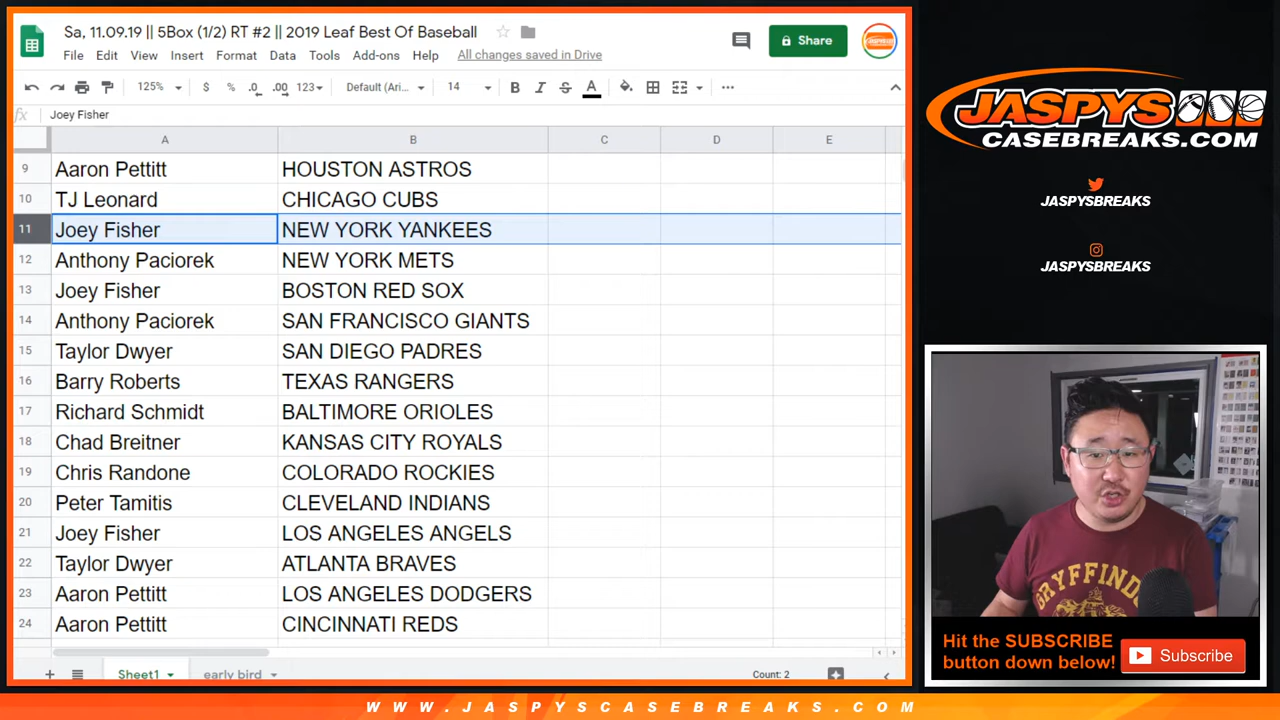 Sa, 11.09.19 || 5Box (1/2) RT #2 || 2019 Leaf Best Of Baseball
File Edit View Insert Format Data Tools Add-ons Help All changes saved in Drive
Share
125% $ % .0 .00 123 Default (Ari... 14 B I S A
fx Joey Fisher
A B C D E
9 Aaron Pettitt HOUSTON ASTROS
10 TJ Leonard CHICAGO CUBS
11 Joey Fisher NEW YORK YANKEES
12 Anthony Paciorek NEW YORK METS
13 Joey Fisher BOSTON RED SOX
14 Anthony Paciorek SAN FRANCISCO GIANTS
15 Taylor Dwyer SAN DIEGO PADRES
16 Barry Roberts TEXAS RANGERS
17 Richard Schmidt BALTIMORE ORIOLES
18 Chad Breitner KANSAS CITY ROYALS
19 Chris Randone COLORADO ROCKIES
20 Peter Tamitis CLEVELAND INDIANS
21 Joey Fisher LOS ANGELES ANGELS
22 Taylor Dwyer ATLANTA BRAVES
23 Aaron Pettitt LOS ANGELES DODGERS
24 Aaron Pettitt CINCINNATI REDS
Sheet1 early bird Count: 2
JASPYS
CASEBREAKS.COM
JASPYSBREAKS
JASPYSBREAKS
GRYFFINDO
Hit the SUBSCRIBE
button down below!
Subscribe
WWW.JASPYSCASEBREAKS.COM